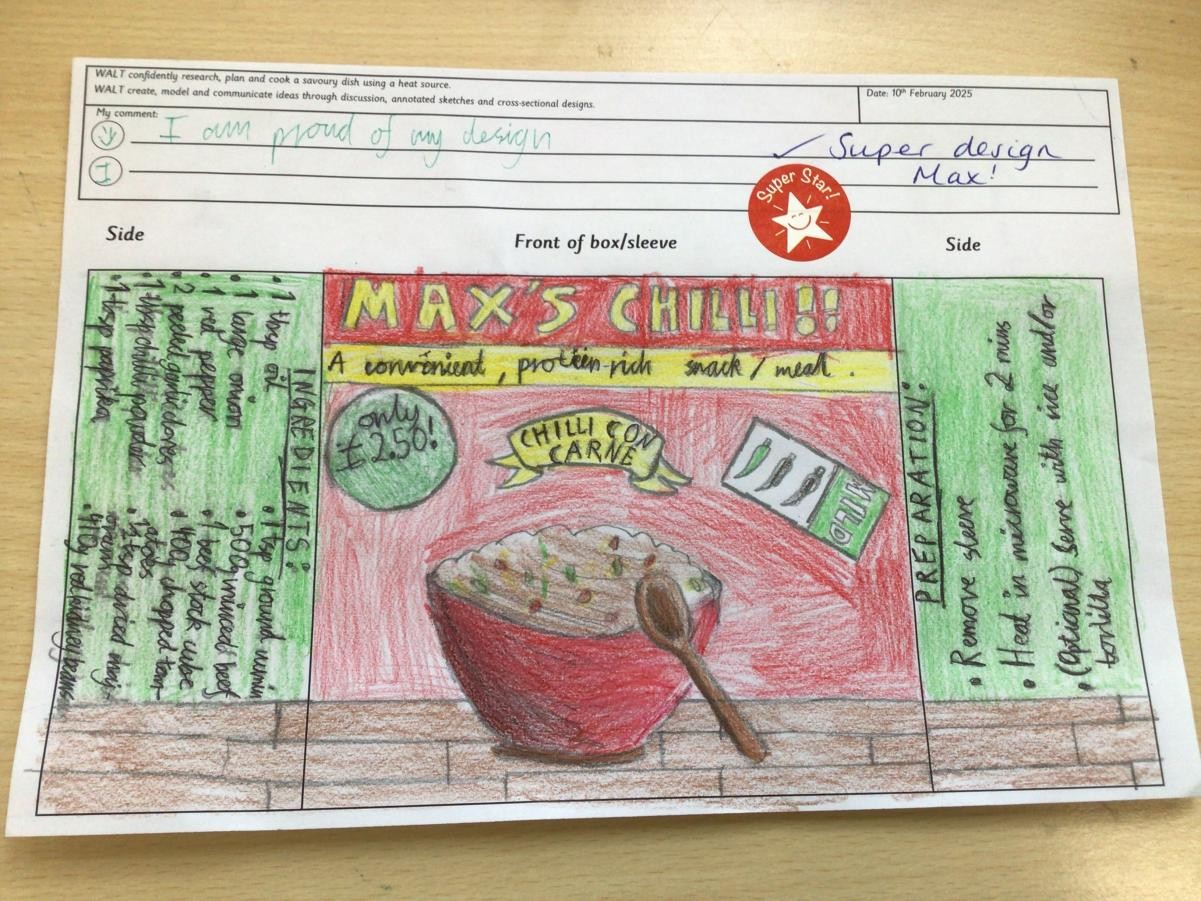 WALT confidently research, plan and cook a savoury dish using a heat source.
WALT create, model and communicate ideas through discussion, annotated sketches and cross-sectional designs.
Date: 10th February 2025
My comment:
I am proud of my design
I
✓ Super design
Max!
Super Star!
Side
Front of box/sleeve
Side
INGREDIENTS:
• 1 tbsp oil
• 1 large onion
• 1 red pepper
• 2 peeled garlic cloves
• 1 tbsp chilli powder
• 1 tsp paprika
• 1 tsp ground cumin
• 500g minced beef
• 1 beef stock cube
• 400g chopped tom-
atoes
• ½ tsp dried marj-
oram
• 410g red kidney beans
MAX'S CHILLI!!
A convenient, protein-rich snack / meal.
only
£2.50!
CHILLI CON
CARNE
MILD
PREPARATION:
• Remove sleeve
• Heat in microwave for 2 mins
• (Optional) Serve with rice and/or
tortilla